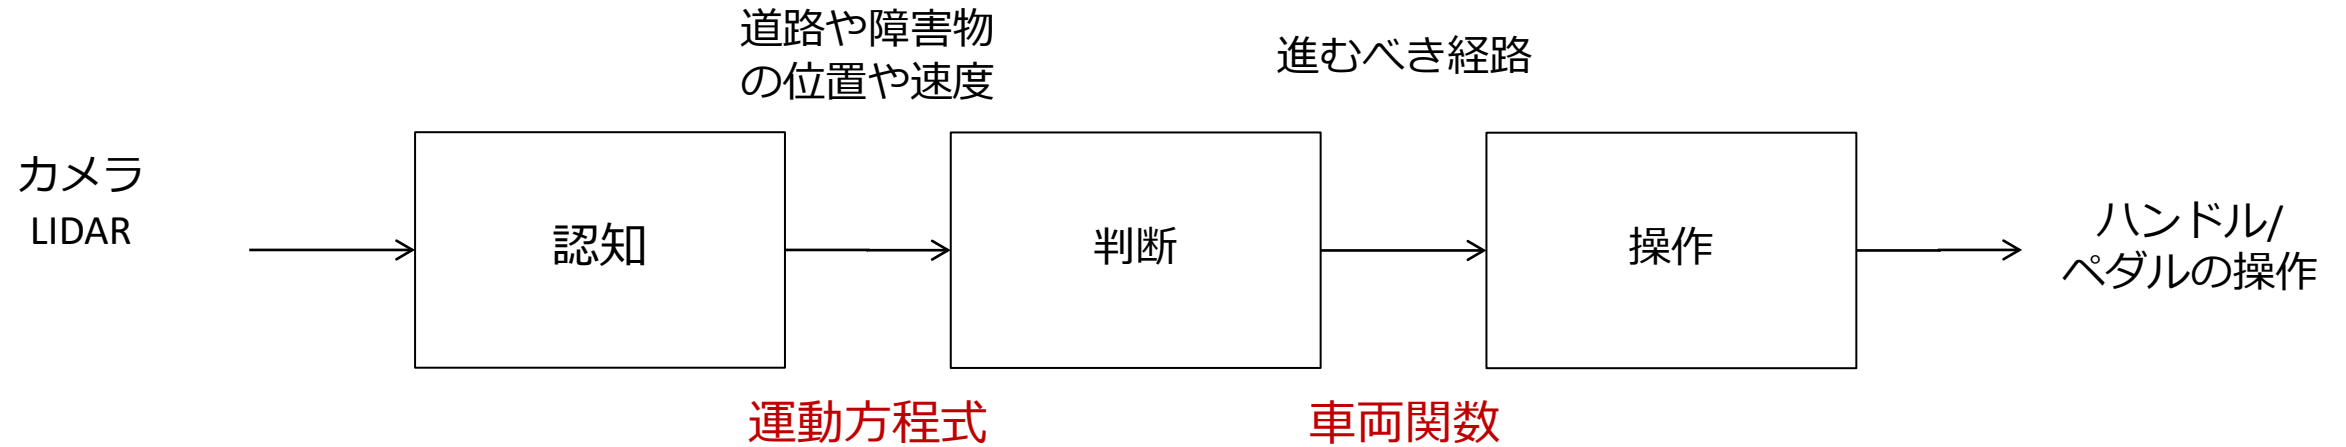 道路や障害物
の位置や速度
進むべき経路
カメラ
LIDAR
認知
判断
操作
ハンドル/
ペダルの操作
運動方程式
車両関数